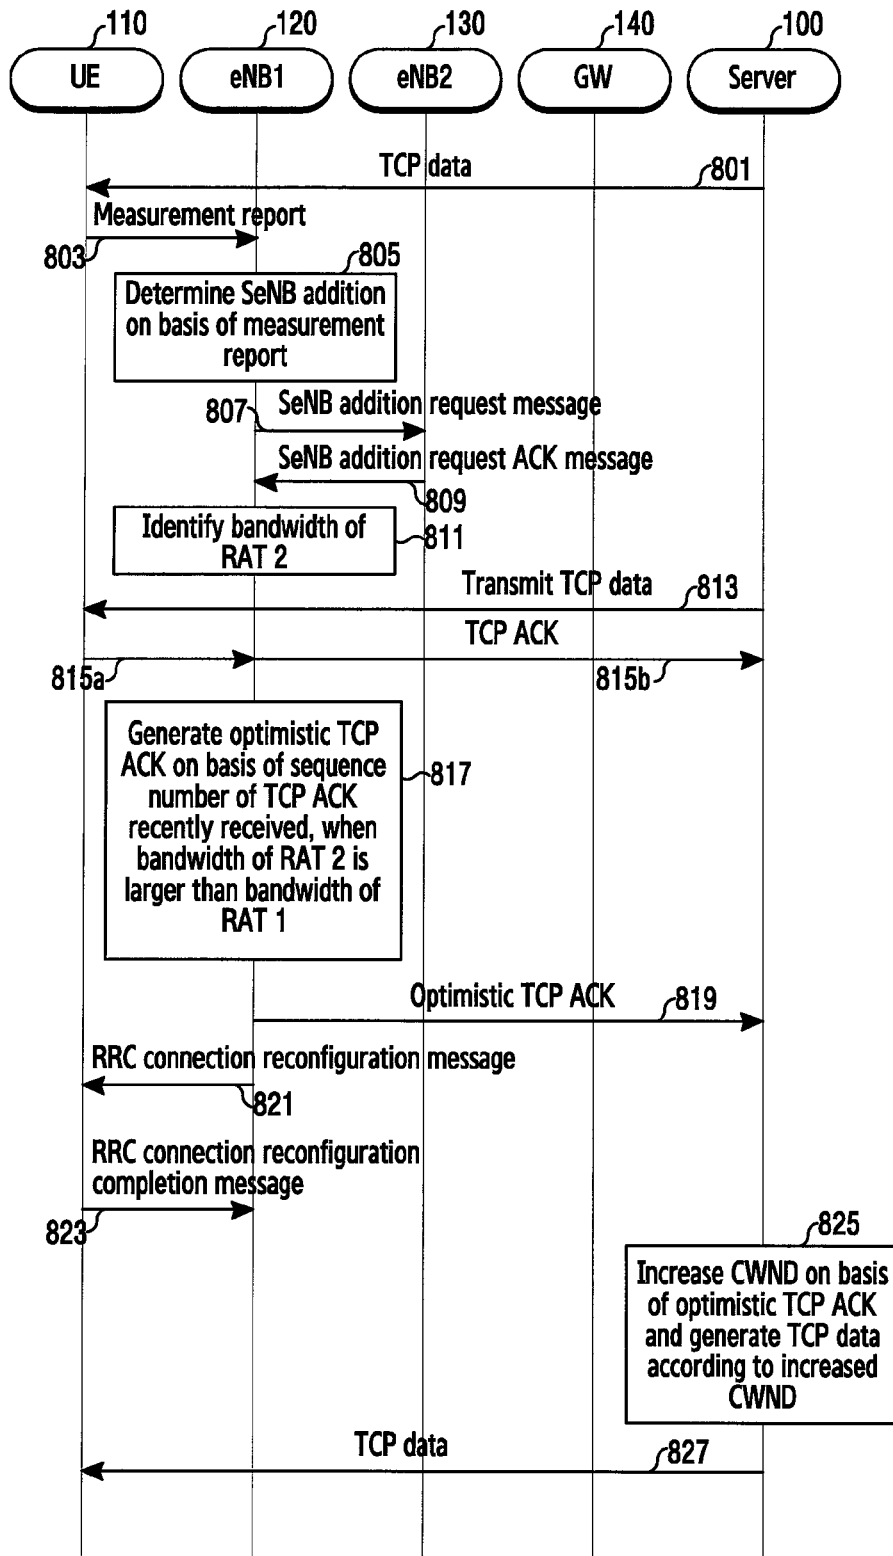 110 120 130 140 100
UE eNB1 eNB2 GW Server
TCP data
801
Measurement report
803
805
Determine SeNB addition
on basis of measurement
report
807
SeNB addition request message
SeNB addition request ACK message
809
Identify bandwidth of
RAT 2
811
Transmit TCP data
813
TCP ACK
815a
815b
Generate optimistic TCP
ACK on basis of sequence
number of TCP ACK
recently received, when
bandwidth of RAT 2 is
larger than bandwidth of
RAT 1
817
Optimistic TCP ACK
819
RRC connection reconfiguration message
821
RRC connection reconfiguration
completion message
823
825
Increase CWND on basis
of optimistic TCP ACK
and generate TCP data
according to increased
CWND
TCP data
827